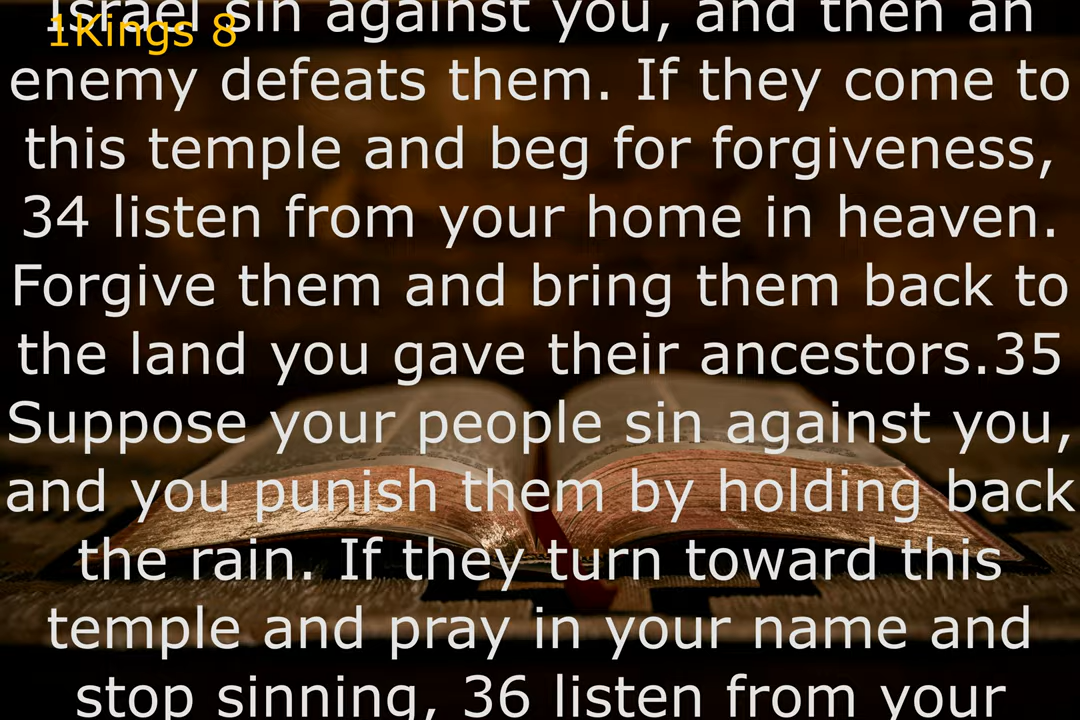 Israel sin against you, and then an
1Kings 8
enemy defeats them. If they come to
this temple and beg for forgiveness,
34 listen from your home in heaven.
Forgive them and bring them back to
the land you gave their ancestors.35
Suppose your people sin against you,
and you punish them by holding back
the rain. If they turn toward this
temple and pray in your name and
stop sinning, 36 listen from your